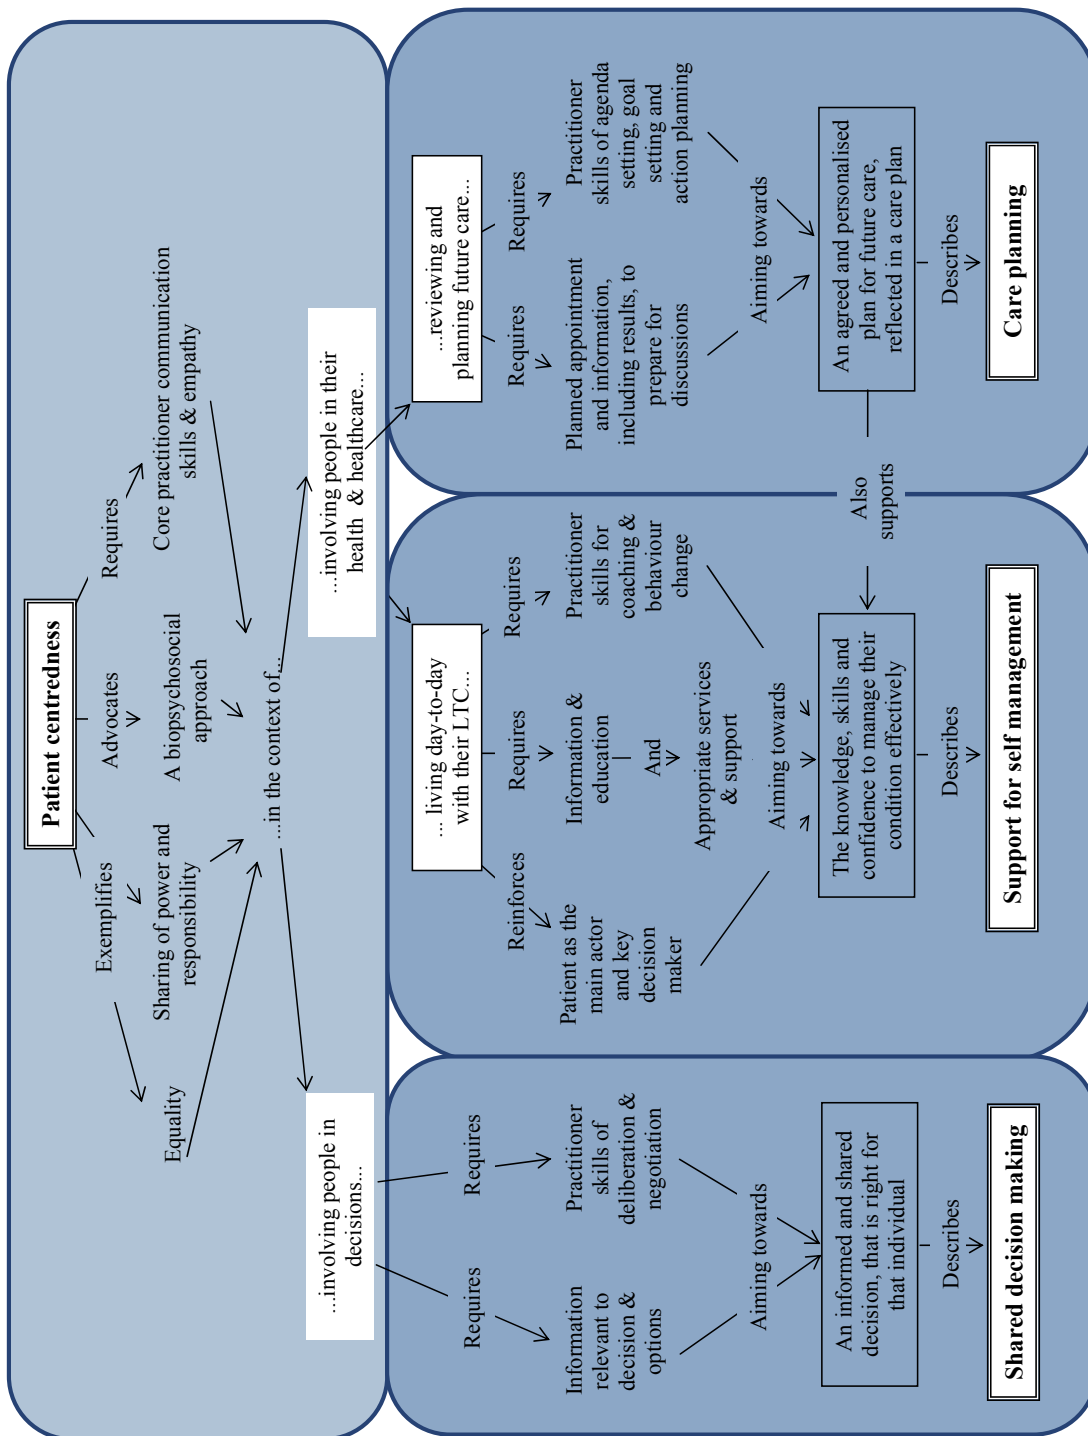 Patient centredness
Exemplifies
Advocates
Requires
Equality
Sharing of power and
responsibility
A biopsychosocial
approach
Core practitioner communication
skills & empathy
...in the context of...
...involving people in
decisions...
...involving people in their
health & healthcare...
Requires
Requires
Information
relevant to
decision &
options
Practitioner
skills of
deliberation &
negotiation
Aiming towards
An informed and shared
decision, that is right for
that individual
Describes
Shared decision making
... living day-to-day
with their LTC...
Reinforces
Requires
Requires
Patient as the
main actor
and key
decision
maker
Information &
education
And
Appropriate services
& support
Practitioner
skills for
coaching &
behaviour
change
Aiming towards
The knowledge, skills and
confidence to manage their
condition effectively
Describes
Support for self management
Also
supports
...reviewing and
planning future care...
Requires
Requires
Planned appointment
and information,
including results, to
prepare for
discussions
Practitioner
skills of agenda
setting, goal
setting and
action planning
Aiming towards
An agreed and personalised
plan for future care,
reflected in a care plan
Describes
Care planning